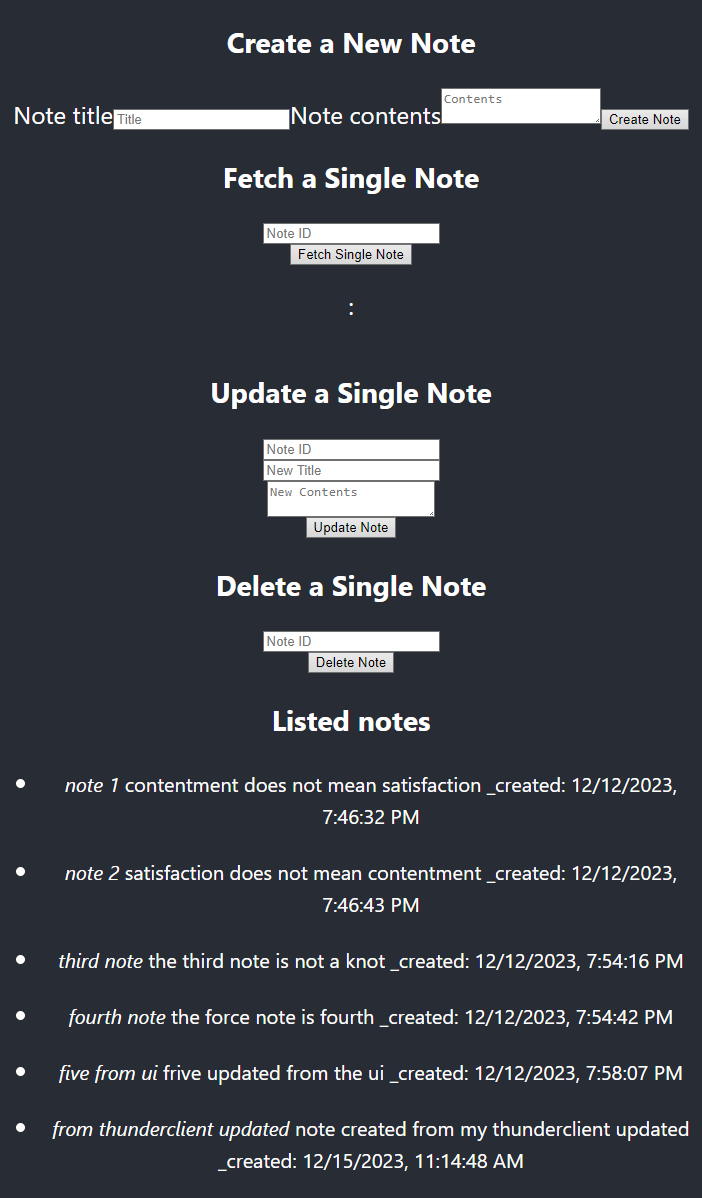 Create a New Note
Note title Title Note contents Contents Create Note
Fetch a Single Note
Note ID
Fetch Single Note
:
Update a Single Note
Note ID
New Title
New Contents
Update Note
Delete a Single Note
Note ID
Delete Note
Listed notes
• note 1 contentment does not mean satisfaction _created: 12/12/2023,
7:46:32 PM
• note 2 satisfaction does not mean contentment _created: 12/12/2023,
7:46:43 PM
• third note the third note is not a knot _created: 12/12/2023, 7:54:16 PM
• fourth note the force note is fourth _created: 12/12/2023, 7:54:42 PM
• five from ui frive updated from the ui _created: 12/12/2023, 7:58:07 PM
• from thunderclient updated note created from my thunderclient updated
_created: 12/15/2023, 11:14:48 AM